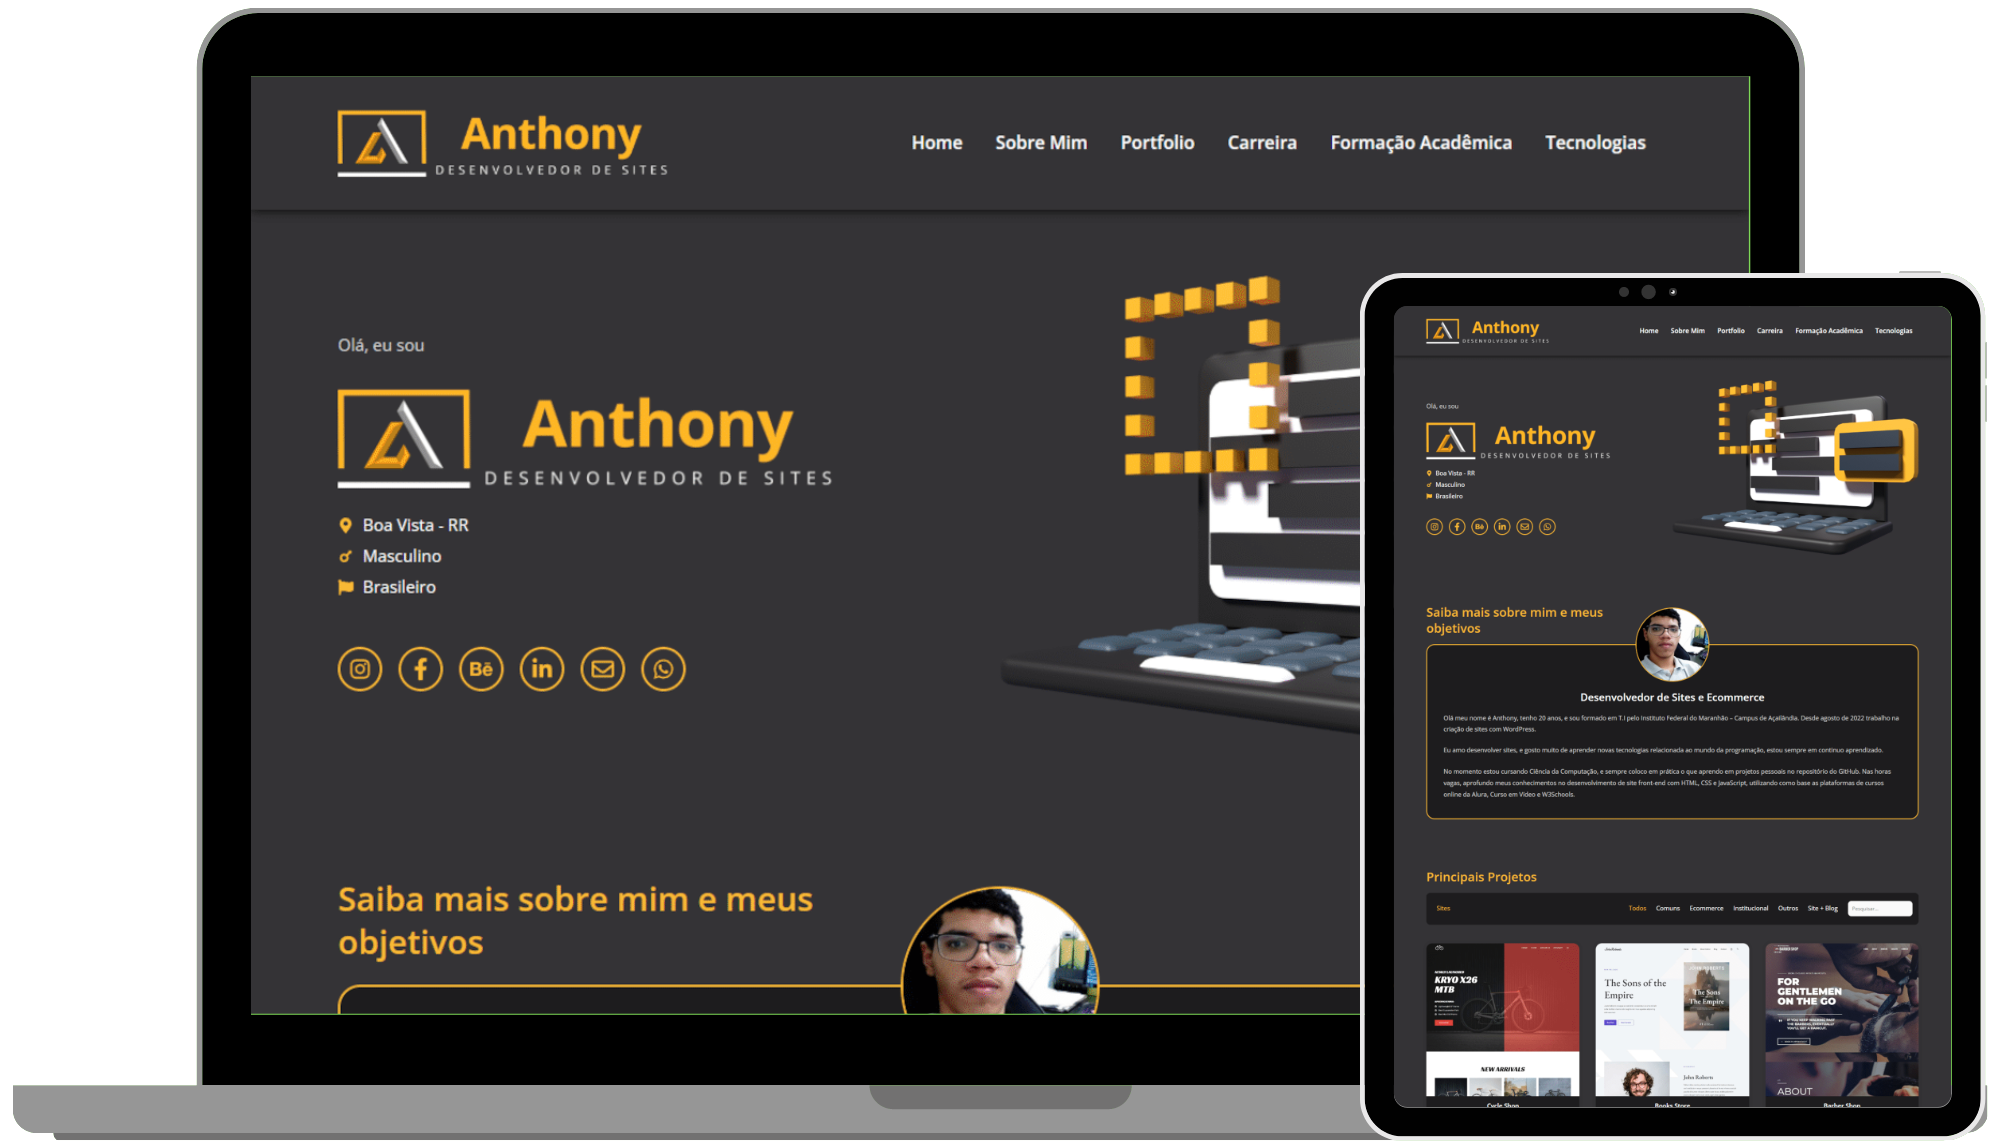 Anthony
DESENVOLVEDOR DE SITES
Home Sobre Mim Portfolio Carreira Formação Acadêmica Tecnologias
Olá, eu sou
Anthony
DESENVOLVEDOR DE SITES
Boa Vista - RR
Masculino
Brasileiro
Bē in
Saiba mais sobre mim e meus
objetivos
Anthony
DESENVOLVEDOR DE SITES
Home Sobre Mim Portfolio Carreira Formação Acadêmica Tecnologias
Olá, eu sou
Anthony
DESENVOLVEDOR DE SITES
Boa Vista - RR
Masculino
Brasileiro
Bē in
Saiba mais sobre mim e meus
objetivos
Desenvolvedor de Sites e Ecommerce
Olá meu nome é Anthony, tenho 20 anos, e sou formado em T.I pelo Instituto Federal do Maranhão – Campus de Açailândia. Desde agosto de 2022 trabalho na
criação de sites com WordPress.
Eu amo desenvolver sites, e gosto muito de aprender novas tecnologias relacionada ao mundo da programação, estou sempre em continuo aprendizado.
No momento estou cursando Ciência da Computação, e sempre coloco em prática o que aprendo em projetos pessoais no repositório do GitHub. Nas horas
vagas, aprofundo meus conhecimentos no desenvolvimento de site front-end com HTML, CSS e JavaScript, utilizando como base as plataformas de cursos
online da Alura, Curso em Vídeo e W3Schools.
Principais Projetos
Sites Todos Comuns Ecommerce Institucional Outros Site + Blog Pesquisar...
KRYO X26
MTB
NEW ARRIVALS
Cycle Shop
The Sons of the
Empire
The Sons
The Empire
John Roberts
Books Store
FOR
GENTLEMEN
ON THE GO
ABOUT
Barber Shop